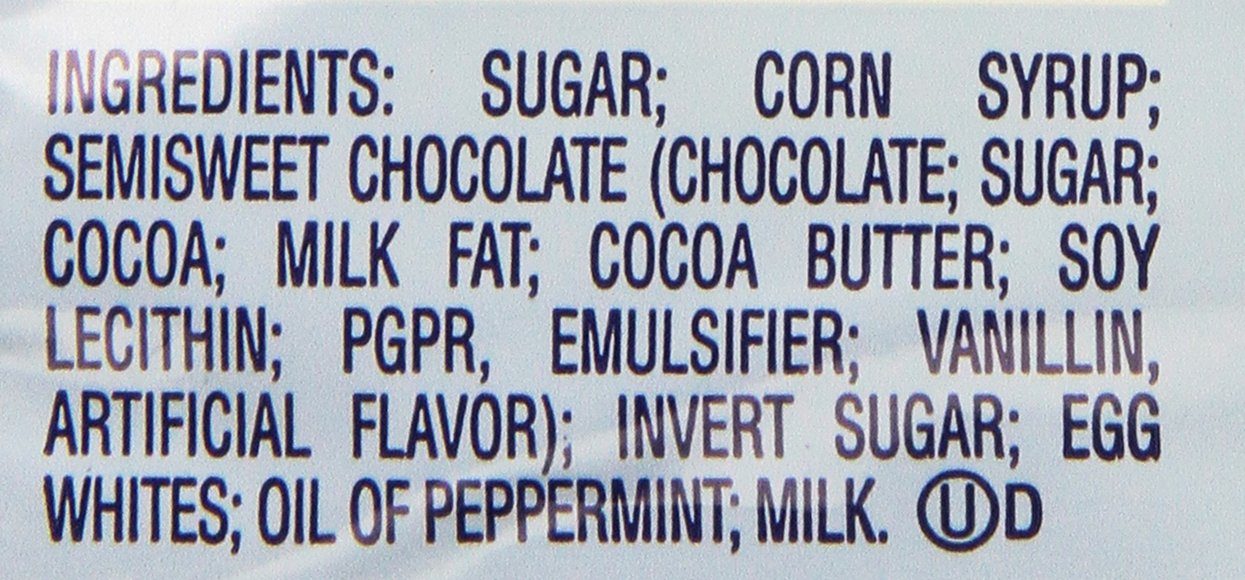 INGREDIENTS: SUGAR; CORN SYRUP;
SEMISWEET CHOCOLATE (CHOCOLATE; SUGAR;
COCOA; MILK FAT; COCOA BUTTER; SOY
LECITHIN; PGPR, EMULSIFIER; VANILLIN,
ARTIFICIAL FLAVOR); INVERT SUGAR; EGG
WHITES; OIL OF PEPPERMINT; MILK. Ⓤ D